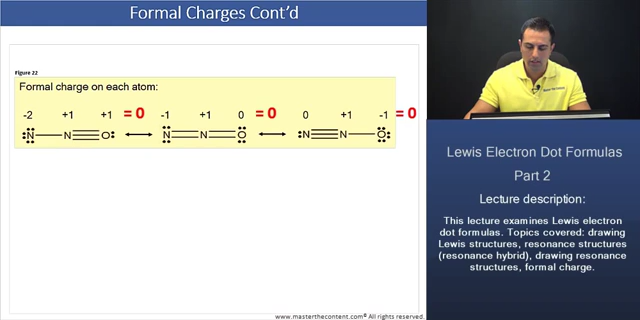 Formal Charges Cont'd
Figure 22
Formal charge on each atom:
-2 +1 +1 = 0 -1 +1 0 = 0 0 +1 -1 = 0
N N O N N O N N O
Lewis Electron Dot Formulas
Part 2
Lecture description:
This lecture examines Lewis electron
dot formulas. Topics covered: drawing
Lewis structures, resonance structures
(resonance hybrid), drawing resonance
structures, formal charge.
www.masterthecontent.com® All rights reserved.